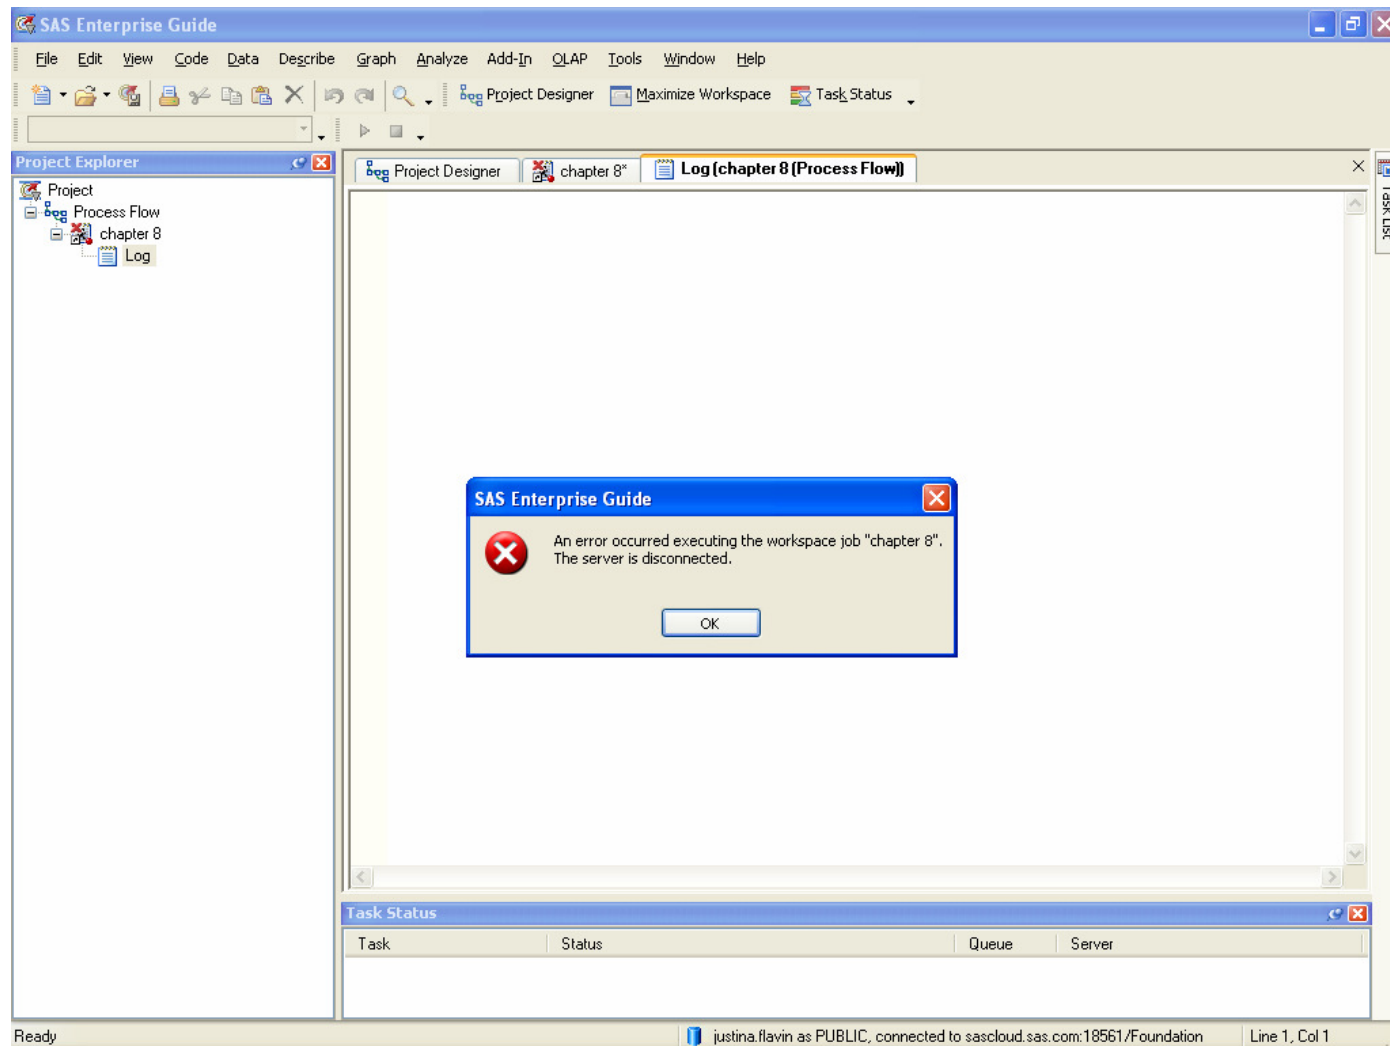 SAS Enterprise Guide
File Edit View Code Data Describe Graph Analyze Add-In OLAP Tools Window Help
Project Designer Maximize Workspace Task Status
Project Explorer
Project Designer chapter 8* Log (chapter 8 (Process Flow))
Task List
Project
Process Flow
chapter 8
Log
SAS Enterprise Guide
An error occurred executing the workspace job "chapter 8".
The server is disconnected.
OK
Task Status
Task Status Queue Server
Ready justina.flavin as PUBLIC, connected to sascloud.sas.com:18561/Foundation Line 1, Col 1